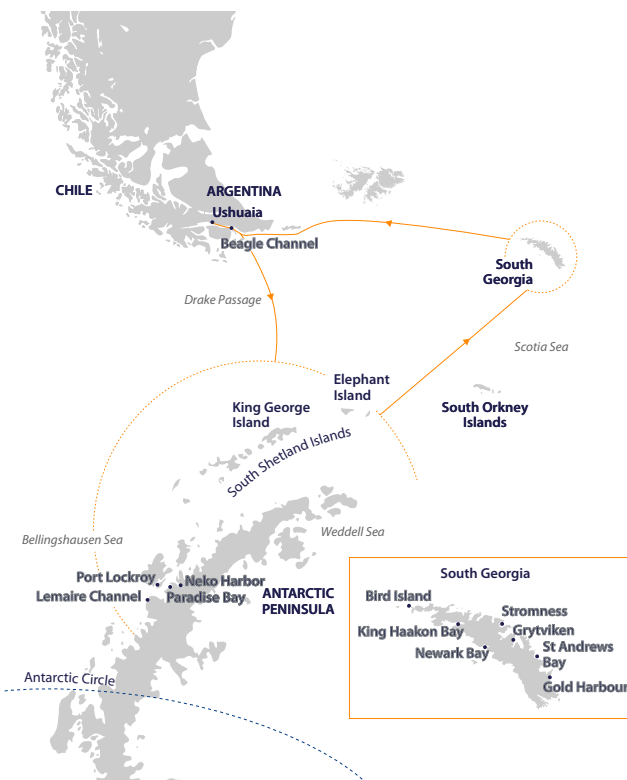 CHILE
ARGENTINA
Ushuaia
Beagle Channel
South
Georgia
Drake Passage
Scotia Sea
Elephant
Island
King George
Island
South Orkney
Islands
South Shetland Islands
Weddell Sea
Bellingshausen Sea
Port Lockroy
Neko Harbor
Lemaire Channel
Paradise Bay
ANTARCTIC
PENINSULA
Antarctic Circle
South Georgia
Bird Island
Stromness
King Haakon Bay
Grytviken
Newark Bay
St Andrews
Bay
Gold Harbour